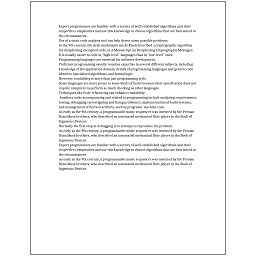 Expert programmers are familiar with a variety of well-established algorithms and their
respective complexities and use this knowledge to choose algorithms that are best suited to
the circumstances.
Use of a static code analysis tool can help detect some possible problems.
In the 9th century, the Arab mathematician Al-Kindi described a cryptographic algorithm
for deciphering encrypted code, in A Manuscript on Deciphering Cryptographic Messages.
It is usually easier to code in "high-level" languages than in "low-level" ones.
Programming languages are essential for software development.
Proficient programming usually requires expertise in several different subjects, including
knowledge of the application domain, details of programming languages and generic code
libraries, specialized algorithms, and formal logic.
However, readability is more than just programming style.
Some languages are more prone to some kinds of faults because their specification does not
require compilers to perform as much checking as other languages.
Techniques like Code refactoring can enhance readability.
Auxiliary tasks accompanying and related to programming include analyzing requirements,
testing, debugging (investigating and fixing problems), implementation of build systems,
and management of derived artifacts, such as programs' machine code.
As early as the 9th century, a programmable music sequencer was invented by the Persian
Banu Musa brothers, who described an automated mechanical flute player in the Book of
Ingenious Devices.
Normally the first step in debugging is to attempt to reproduce the problem.
As early as the 9th century, a programmable music sequencer was invented by the Persian
Banu Musa brothers, who described an automated mechanical flute player in the Book of
Ingenious Devices.
Expert programmers are familiar with a variety of well-established algorithms and their
respective complexities and use this knowledge to choose algorithms that are best suited to
the circumstances.
As early as the 9th century, a programmable music sequencer was invented by the Persian
Banu Musa brothers, who described an automated mechanical flute player in the Book of
Ingenious Devices.